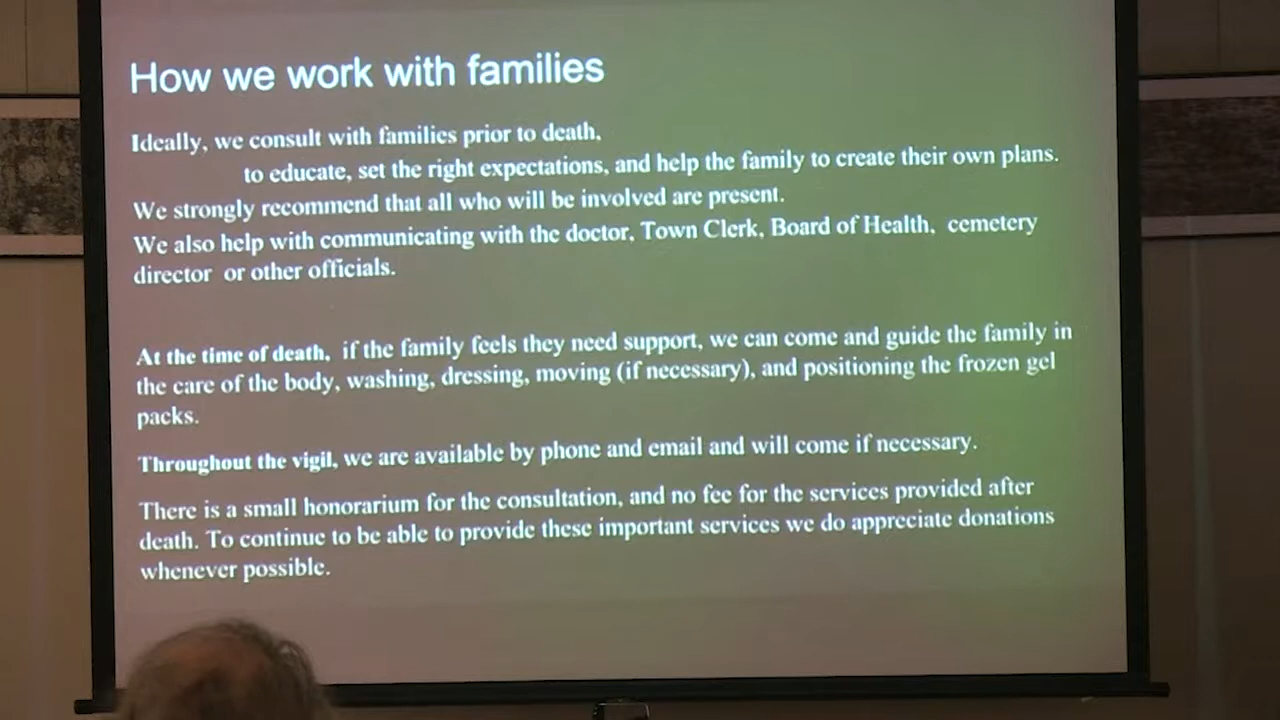 How we work with families
Ideally, we consult with families prior to death,
to educate, set the right expectations, and help the family to create their own plans.
We strongly recommend that all who will be involved are present.
We also help with communicating with the doctor, Town Clerk, Board of Health, cemetery
director or other officials.
At the time of death, if the family feels they need support, we can come and guide the family in
the care of the body, washing, dressing, moving (if necessary), and positioning the frozen gel
packs.
Throughout the vigil, we are available by phone and email and will come if necessary.
There is a small honorarium for the consultation, and no fee for the services provided after
death. To continue to be able to provide these important services we do appreciate donations
whenever possible.